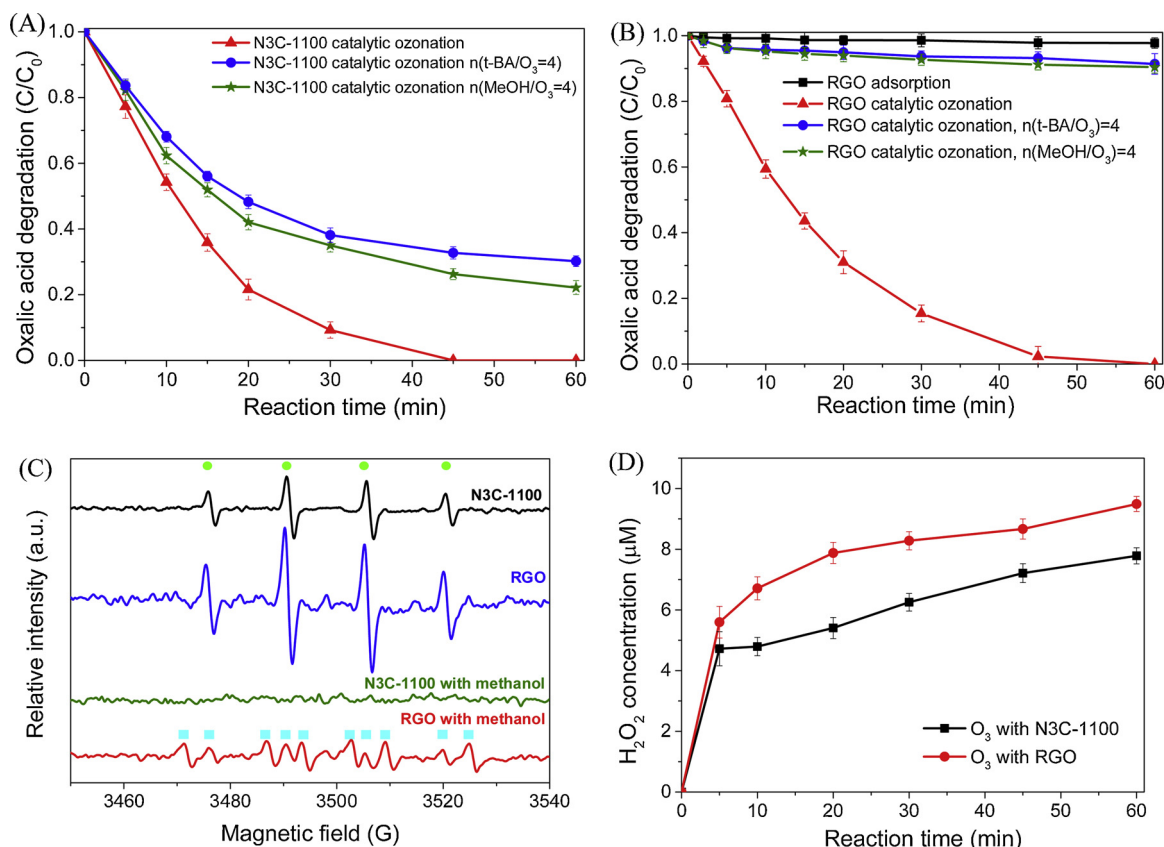 (A)
Oxalic acid degradation (C/C₀)
1.0
0.8
0.6
0.4
0.2
0.0
N3C-1100 catalytic ozonation
N3C-1100 catalytic ozonation n(t-BA/O₃=4)
N3C-1100 catalytic ozonation n(MeOH/O₃=4)
0 10 20 30 40 50 60
Reaction time (min)
(B)
Oxalic acid degradation (C/C₀)
1.0
0.8
0.6
0.4
0.2
0.0
RGO adsorption
RGO catalytic ozonation
RGO catalytic ozonation, n(t-BA/O₃)=4
RGO catalytic ozonation, n(MeOH/O₃)=4
0 10 20 30 40 50 60
Reaction time (min)
(C)
Relative intensity (a.u.)
N3C-1100
RGO
N3C-1100 with methanol
RGO with methanol
3460 3480 3500 3520 3540
Magnetic field (G)
(D)
H₂O₂ concentration (μM)
10
8
6
4
2
0
O₃ with N3C-1100
O₃ with RGO
0 10 20 30 40 50 60
Reaction time (min)